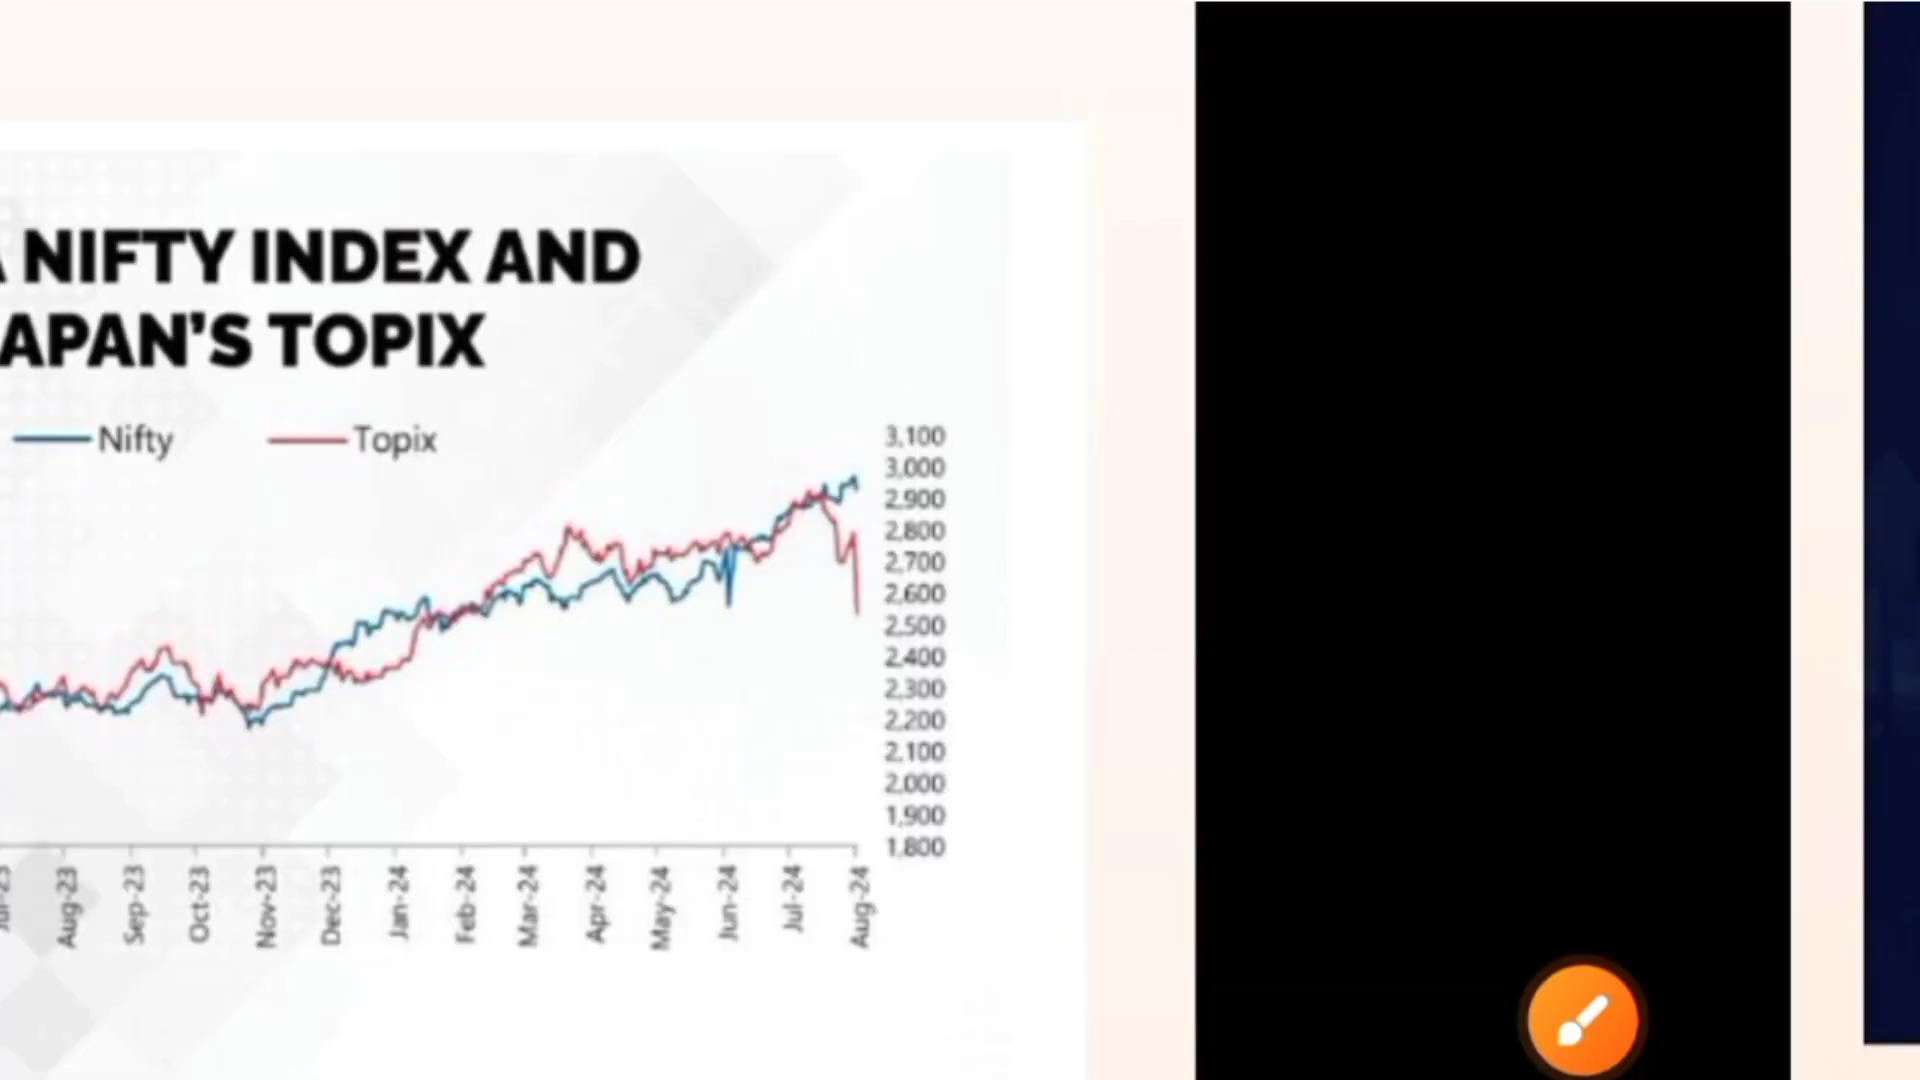 A NIFTY INDEX AND
APAN'S TOPIX
Nifty
Topix
3,100
3,000
2,900
2,800
2,700
2,600
2,500
2,400
2,300
2,200
2,100
2,000
1,900
1,800
Aug-23
Sep-23
Oct-23
Nov-23
Dec-23
Jan-24
Feb-24
Mar-24
Apr-24
May-24
Jun-24
Jul-24
Aug-24